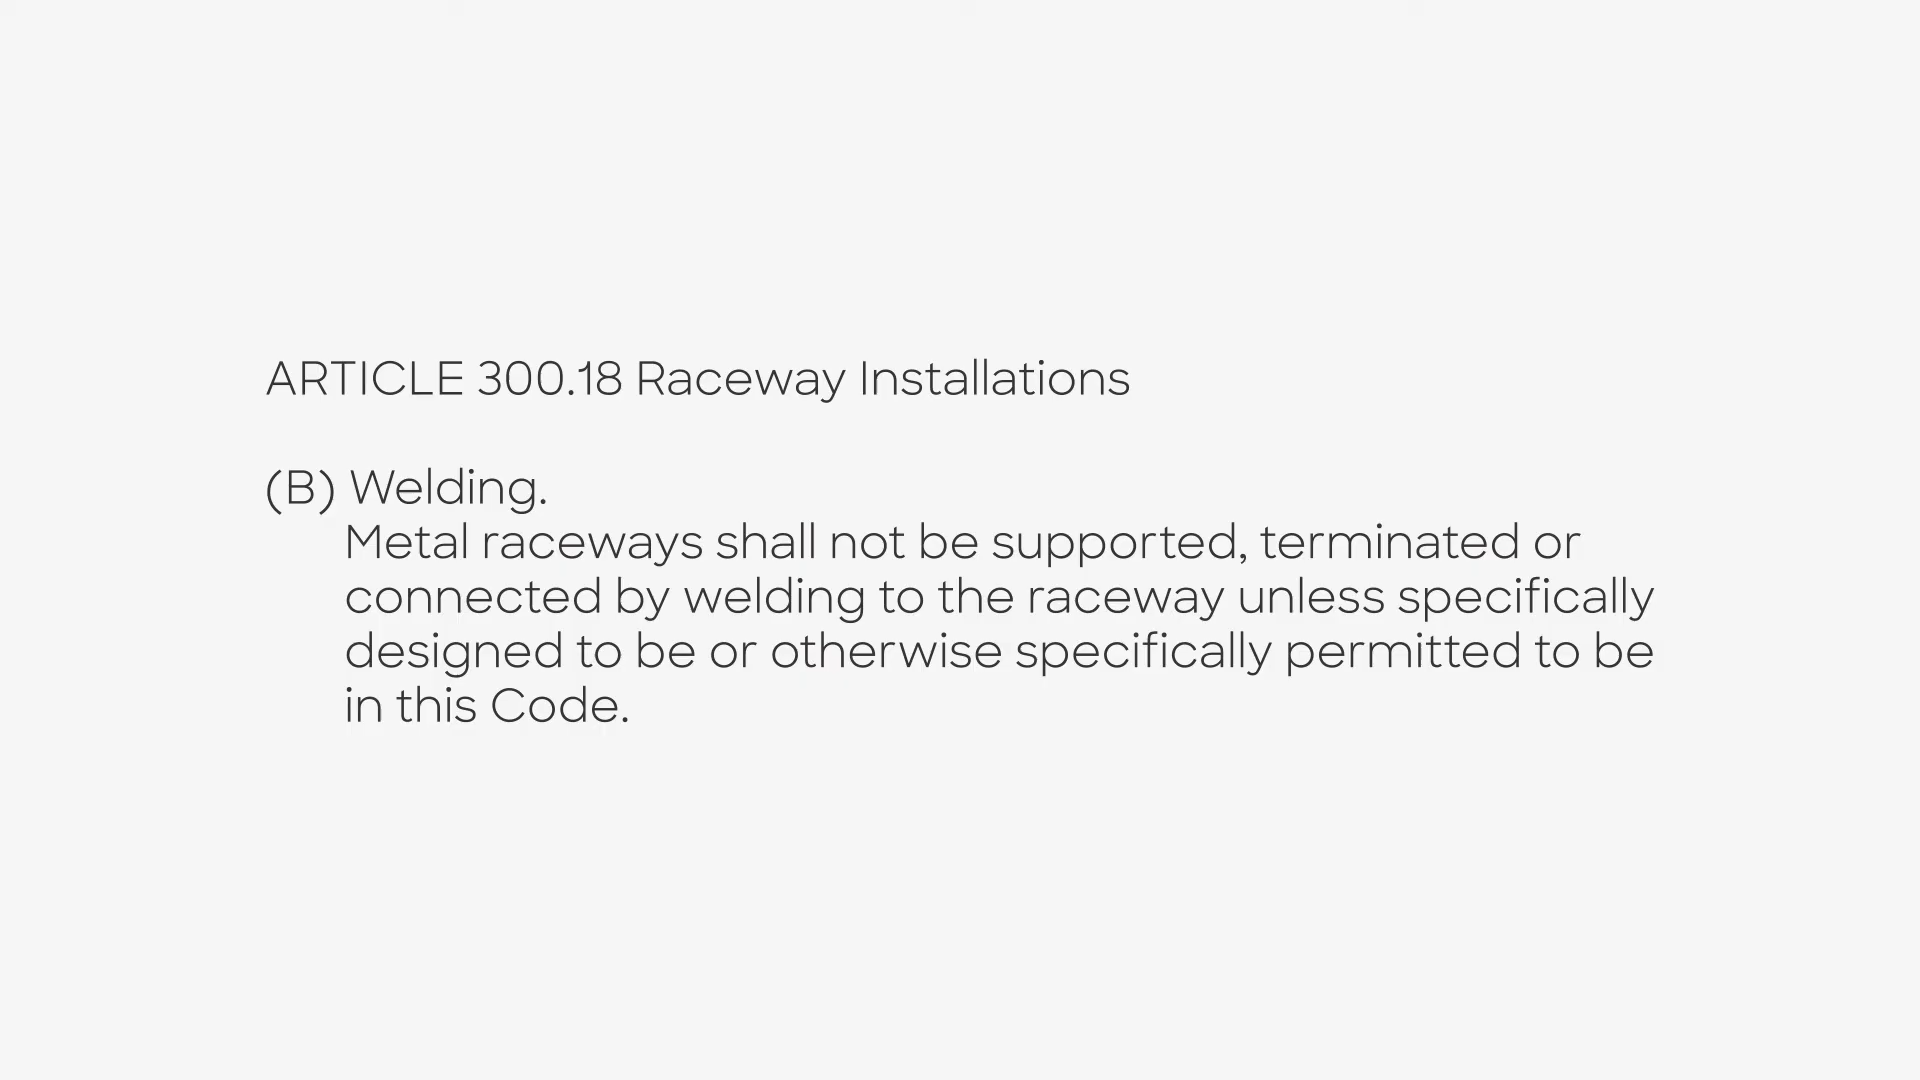 ARTICLE 300.18 Raceway Installations
(B) Welding.
Metal raceways shall not be supported, terminated or
connected by welding to the raceway unless specifically
designed to be or otherwise specifically permitted to be
in this Code.